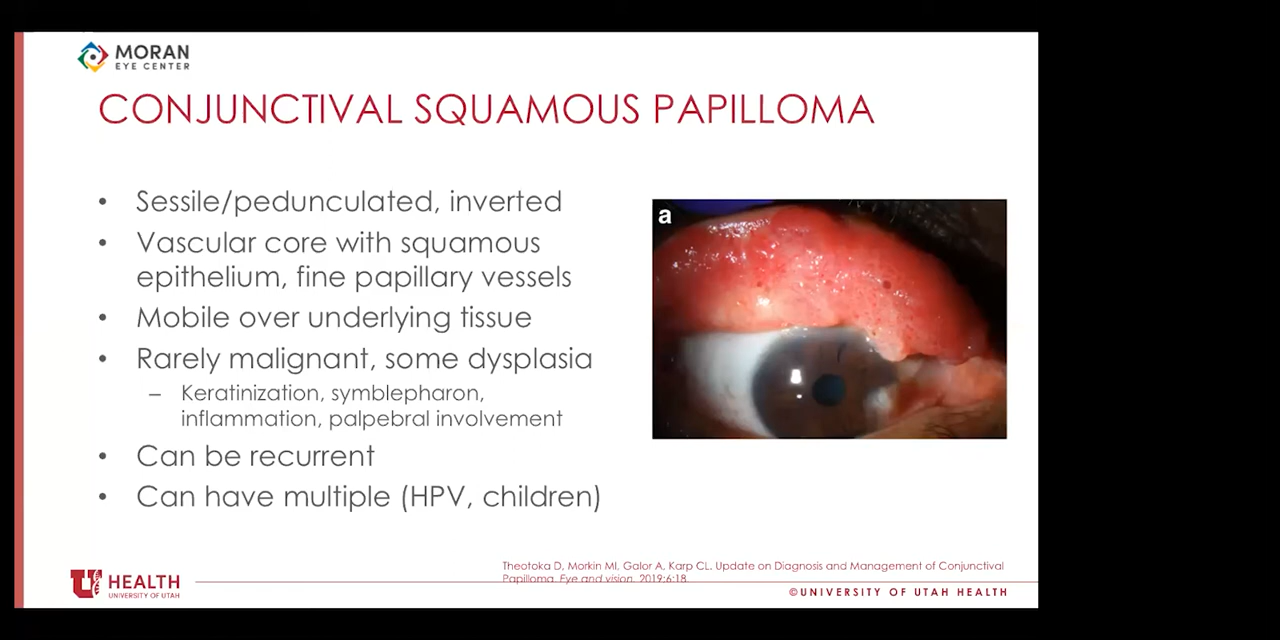 MORAN
EYE CENTER
CONJUNCTIVAL SQUAMOUS PAPILLOMA
• Sessile/pedunculated, inverted
• Vascular core with squamous
epithelium, fine papillary vessels
• Mobile over underlying tissue
• Rarely malignant, some dysplasia
– Keratinization, symblepharon,
inflammation, palpebral involvement
• Can be recurrent
• Can have multiple (HPV, children)
a
Theotoka D, Morkin MI, Galor A, Karp CL. Update on Diagnosis and Management of Conjunctival
Papilloma. Eye and vision. 2019;6:18.
U HEALTH
UNIVERSITY OF UTAH
©UNIVERSITY OF UTAH HEALTH